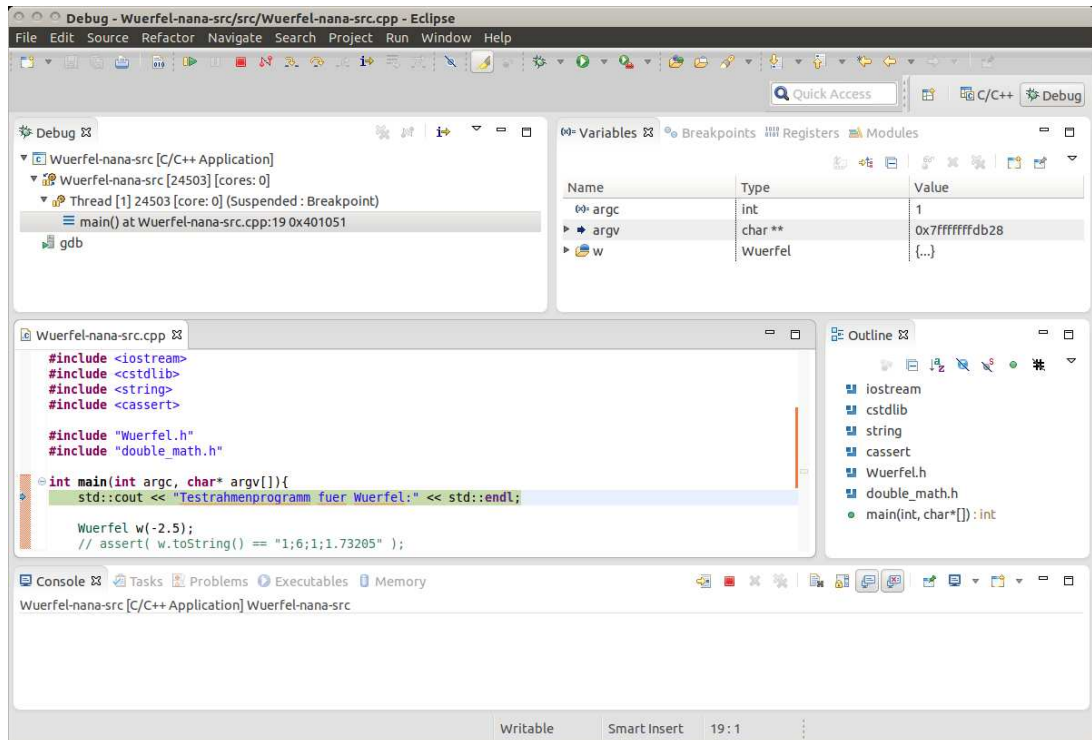 Debug - Wuerfel-nana-src/src/Wuerfel-nana-src.cpp - Eclipse
File Edit Source Refactor Navigate Search Project Run Window Help
Quick Access
C/C++ Debug
Debug
Wuerfel-nana-src [C/C++ Application]
Wuerfel-nana-src [24503] [cores: 0]
Thread [1] 24503 [core: 0] (Suspended : Breakpoint)
main() at Wuerfel-nana-src.cpp:19 0x401051
gdb
Variables Breakpoints Registers Modules
Name Type Value
argc int 1
argv char ** 0x7fffffffdb28
w Wuerfel {...}
Wuerfel-nana-src.cpp
#include <iostream>
#include <cstdlib>
#include <string>
#include <cassert>
#include "Wuerfel.h"
#include "double_math.h"
int main(int argc, char* argv[]){
std::cout << "Testrahmenprogramm fuer Wuerfel:" << std::endl;
Wuerfel w(-2.5);
// assert( w.toString() == "1;6;1;1.73205" );
Outline
iostream
cstdlib
string
cassert
Wuerfel.h
double_math.h
main(int, char*[]) : int
Console Tasks Problems Executables Memory
Wuerfel-nana-src [C/C++ Application] Wuerfel-nana-src
Writable Smart Insert 19 : 1